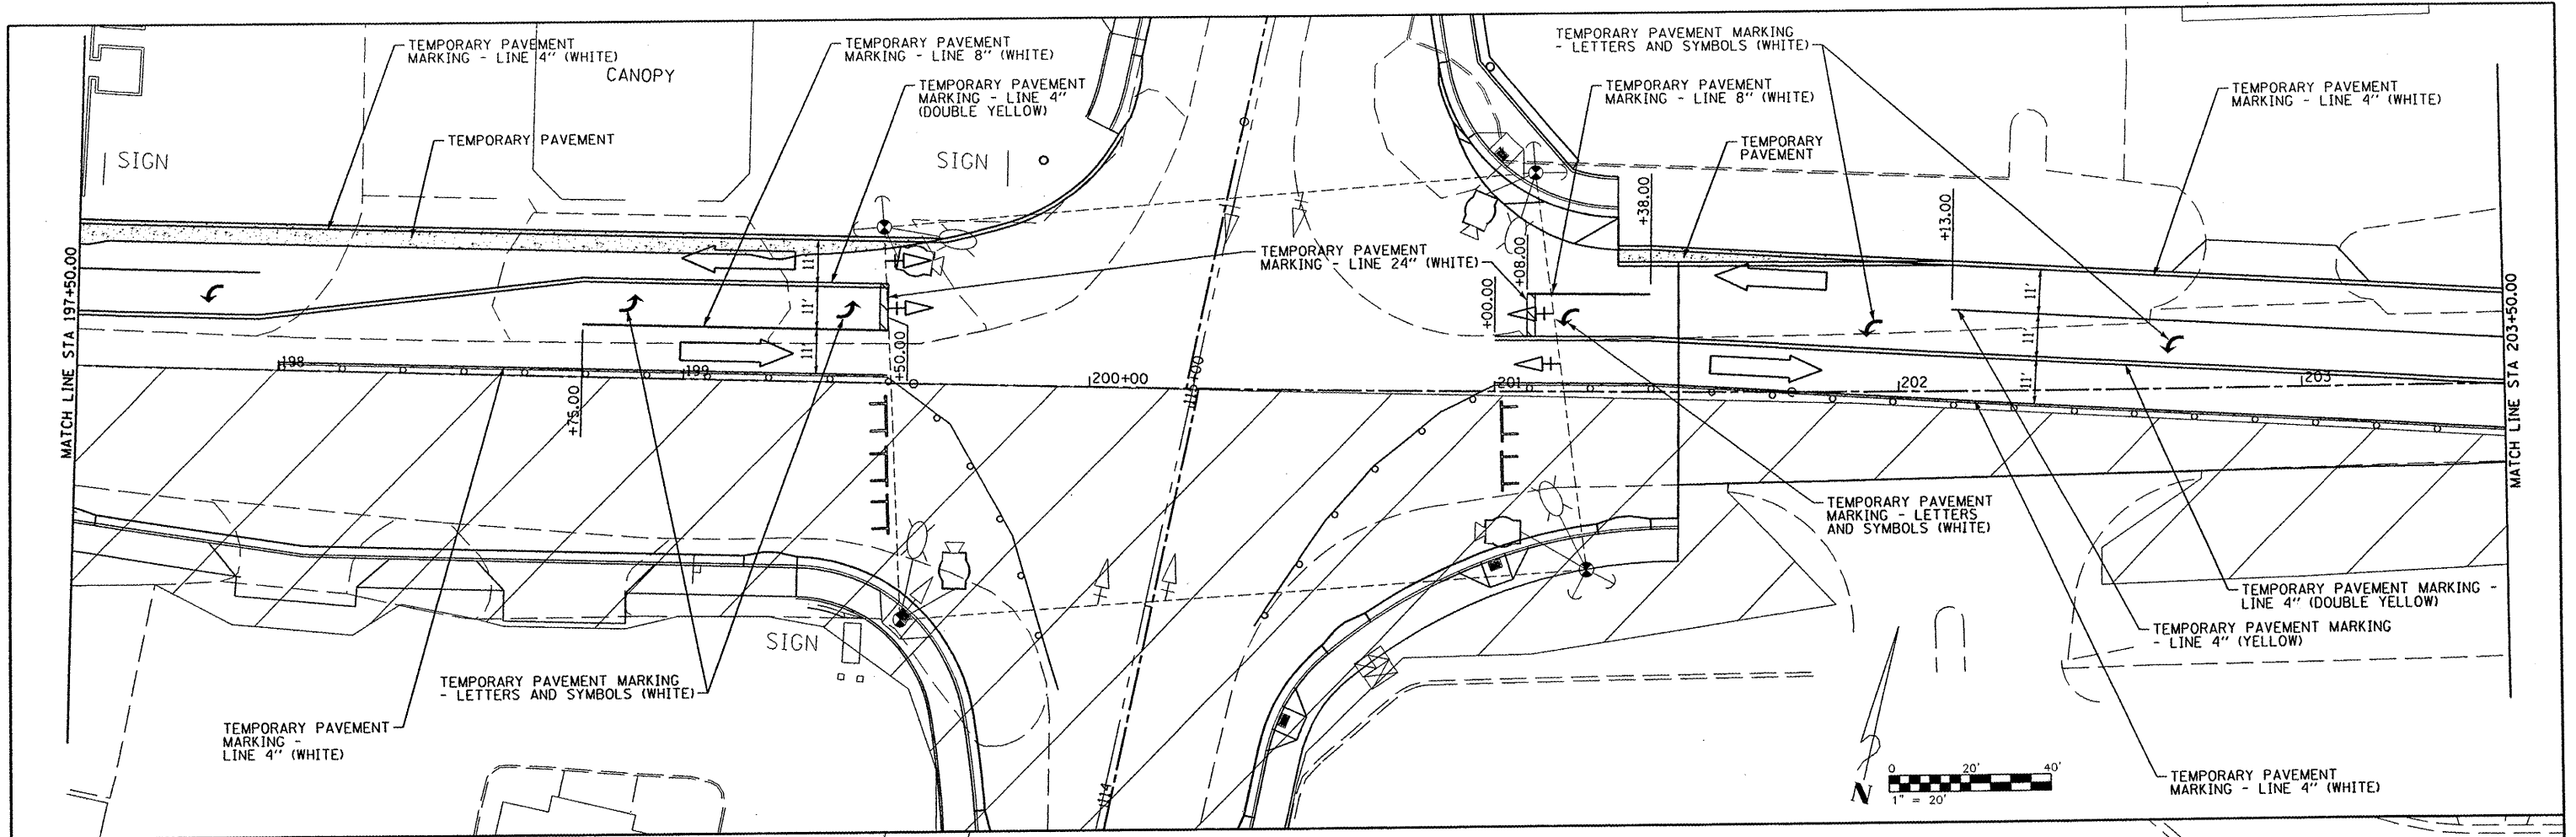 TEMPORARY PAVEMENT
MARKING - LINE 4" (WHITE)
CANOPY
TEMPORARY PAVEMENT
MARKING - LINE 8" (WHITE)
TEMPORARY PAVEMENT
MARKING - LINE 4"
(DOUBLE YELLOW)
TEMPORARY PAVEMENT
SIGN
SIGN
TEMPORARY PAVEMENT MARKING
- LETTERS AND SYMBOLS (WHITE)
TEMPORARY PAVEMENT
MARKING - LINE 8" (WHITE)
TEMPORARY
PAVEMENT
TEMPORARY PAVEMENT
MARKING - LINE 4" (WHITE)
+38.00
+13.00
+08.00
+00.00
TEMPORARY PAVEMENT
MARKING - LINE 24" (WHITE)
11'
11'
11'
11'
11'
11'
MATCH LINE STA 197+50.00
MATCH LINE STA 203+50.00
198
199
+50.00
+75.00
200+00
115+00
201
202
203
TEMPORARY PAVEMENT
MARKING - LETTERS
AND SYMBOLS (WHITE)
TEMPORARY PAVEMENT MARKING -
LINE 4" (DOUBLE YELLOW)
TEMPORARY PAVEMENT MARKING
- LINE 4" (YELLOW)
SIGN
TEMPORARY PAVEMENT MARKING
- LETTERS AND SYMBOLS (WHITE)
TEMPORARY PAVEMENT
MARKING -
LINE 4" (WHITE)
114
N
0 20' 40'
1" = 20'
TEMPORARY PAVEMENT
MARKING - LINE 4" (WHITE)